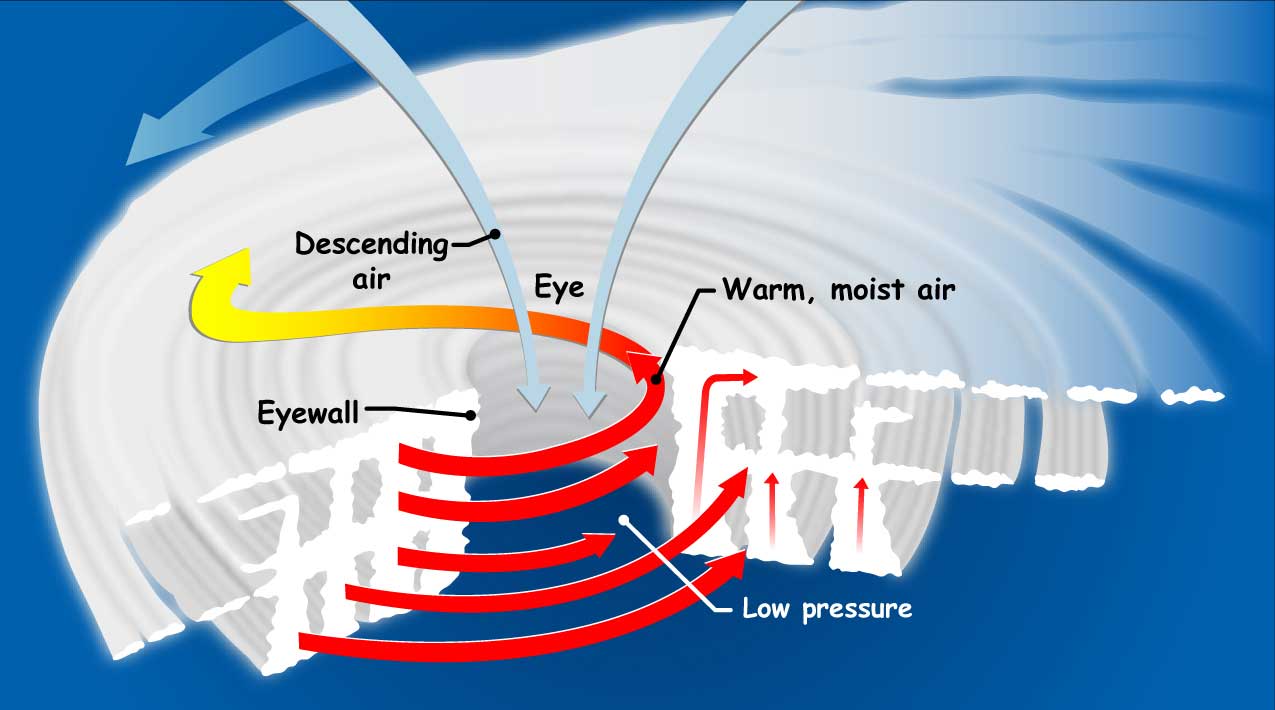 Descending
air
Eye
Warm, moist air
Eyewall
Low pressure